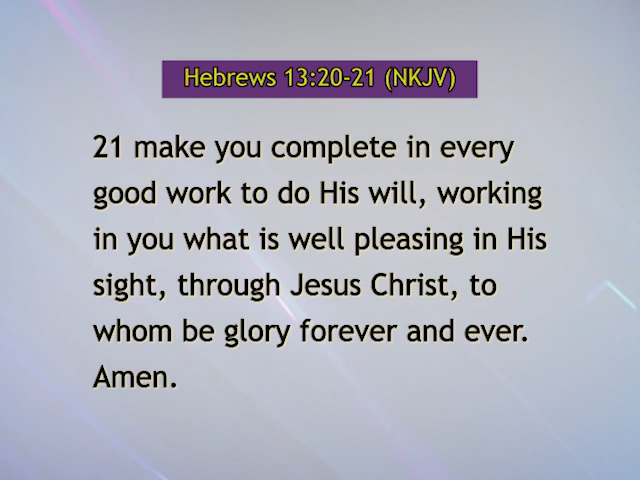 Hebrews 13:20-21 (NKJV)
21 make you complete in every
good work to do His will, working
in you what is well pleasing in His
sight, through Jesus Christ, to
whom be glory forever and ever.
Amen.